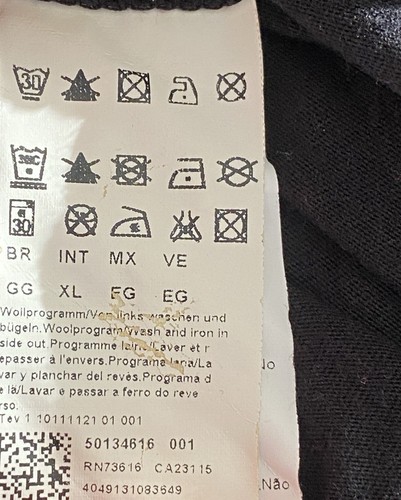 30
30C
30
BR INT MX VE
GG XL EG EG
Wollprogramm/Von links waschen und
bügeln.Woolprogram/Wash and iron in
side out.Programme laine/Laver et r
epasser à l'envers.Programa lana/La
var y planchar del revés.Programa d
e lã/Lavar e passar a ferro do reve
rso.
Tev 1 10111121 01 001
50134616 001
RN73616 CA23115
4049131083649
Não